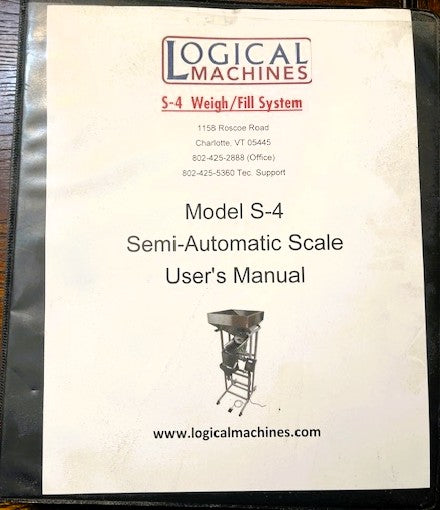 LOGICAL
MACHINES
S-4 Weigh/Fill System
1158 Roscoe Road
Charlotte, VT 05445
802-425-2888 (Office)
802-425-5360 Tec. Support
Model S-4
Semi-Automatic Scale
User's Manual
www.logicalmachines.com